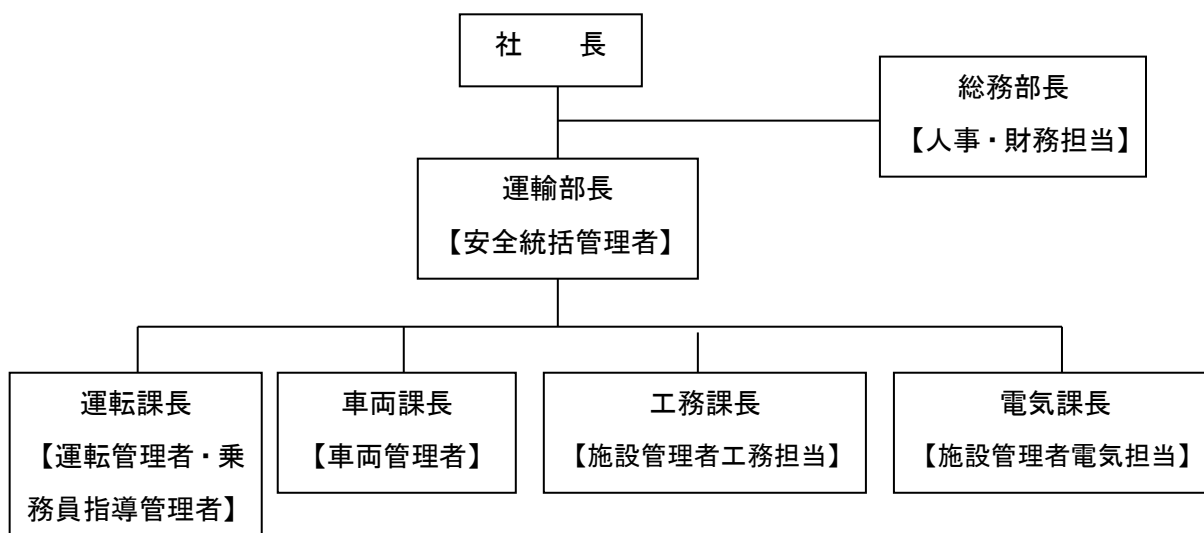 社　　長
総務部長
【人事・財務担当】
運輸部長
【安全統括管理者】
運転課長
【運転管理者・乗
務員指導管理者】
車両課長
【車両管理者】
工務課長
【施設管理者工務担当】
電気課長
【施設管理者電気担当】